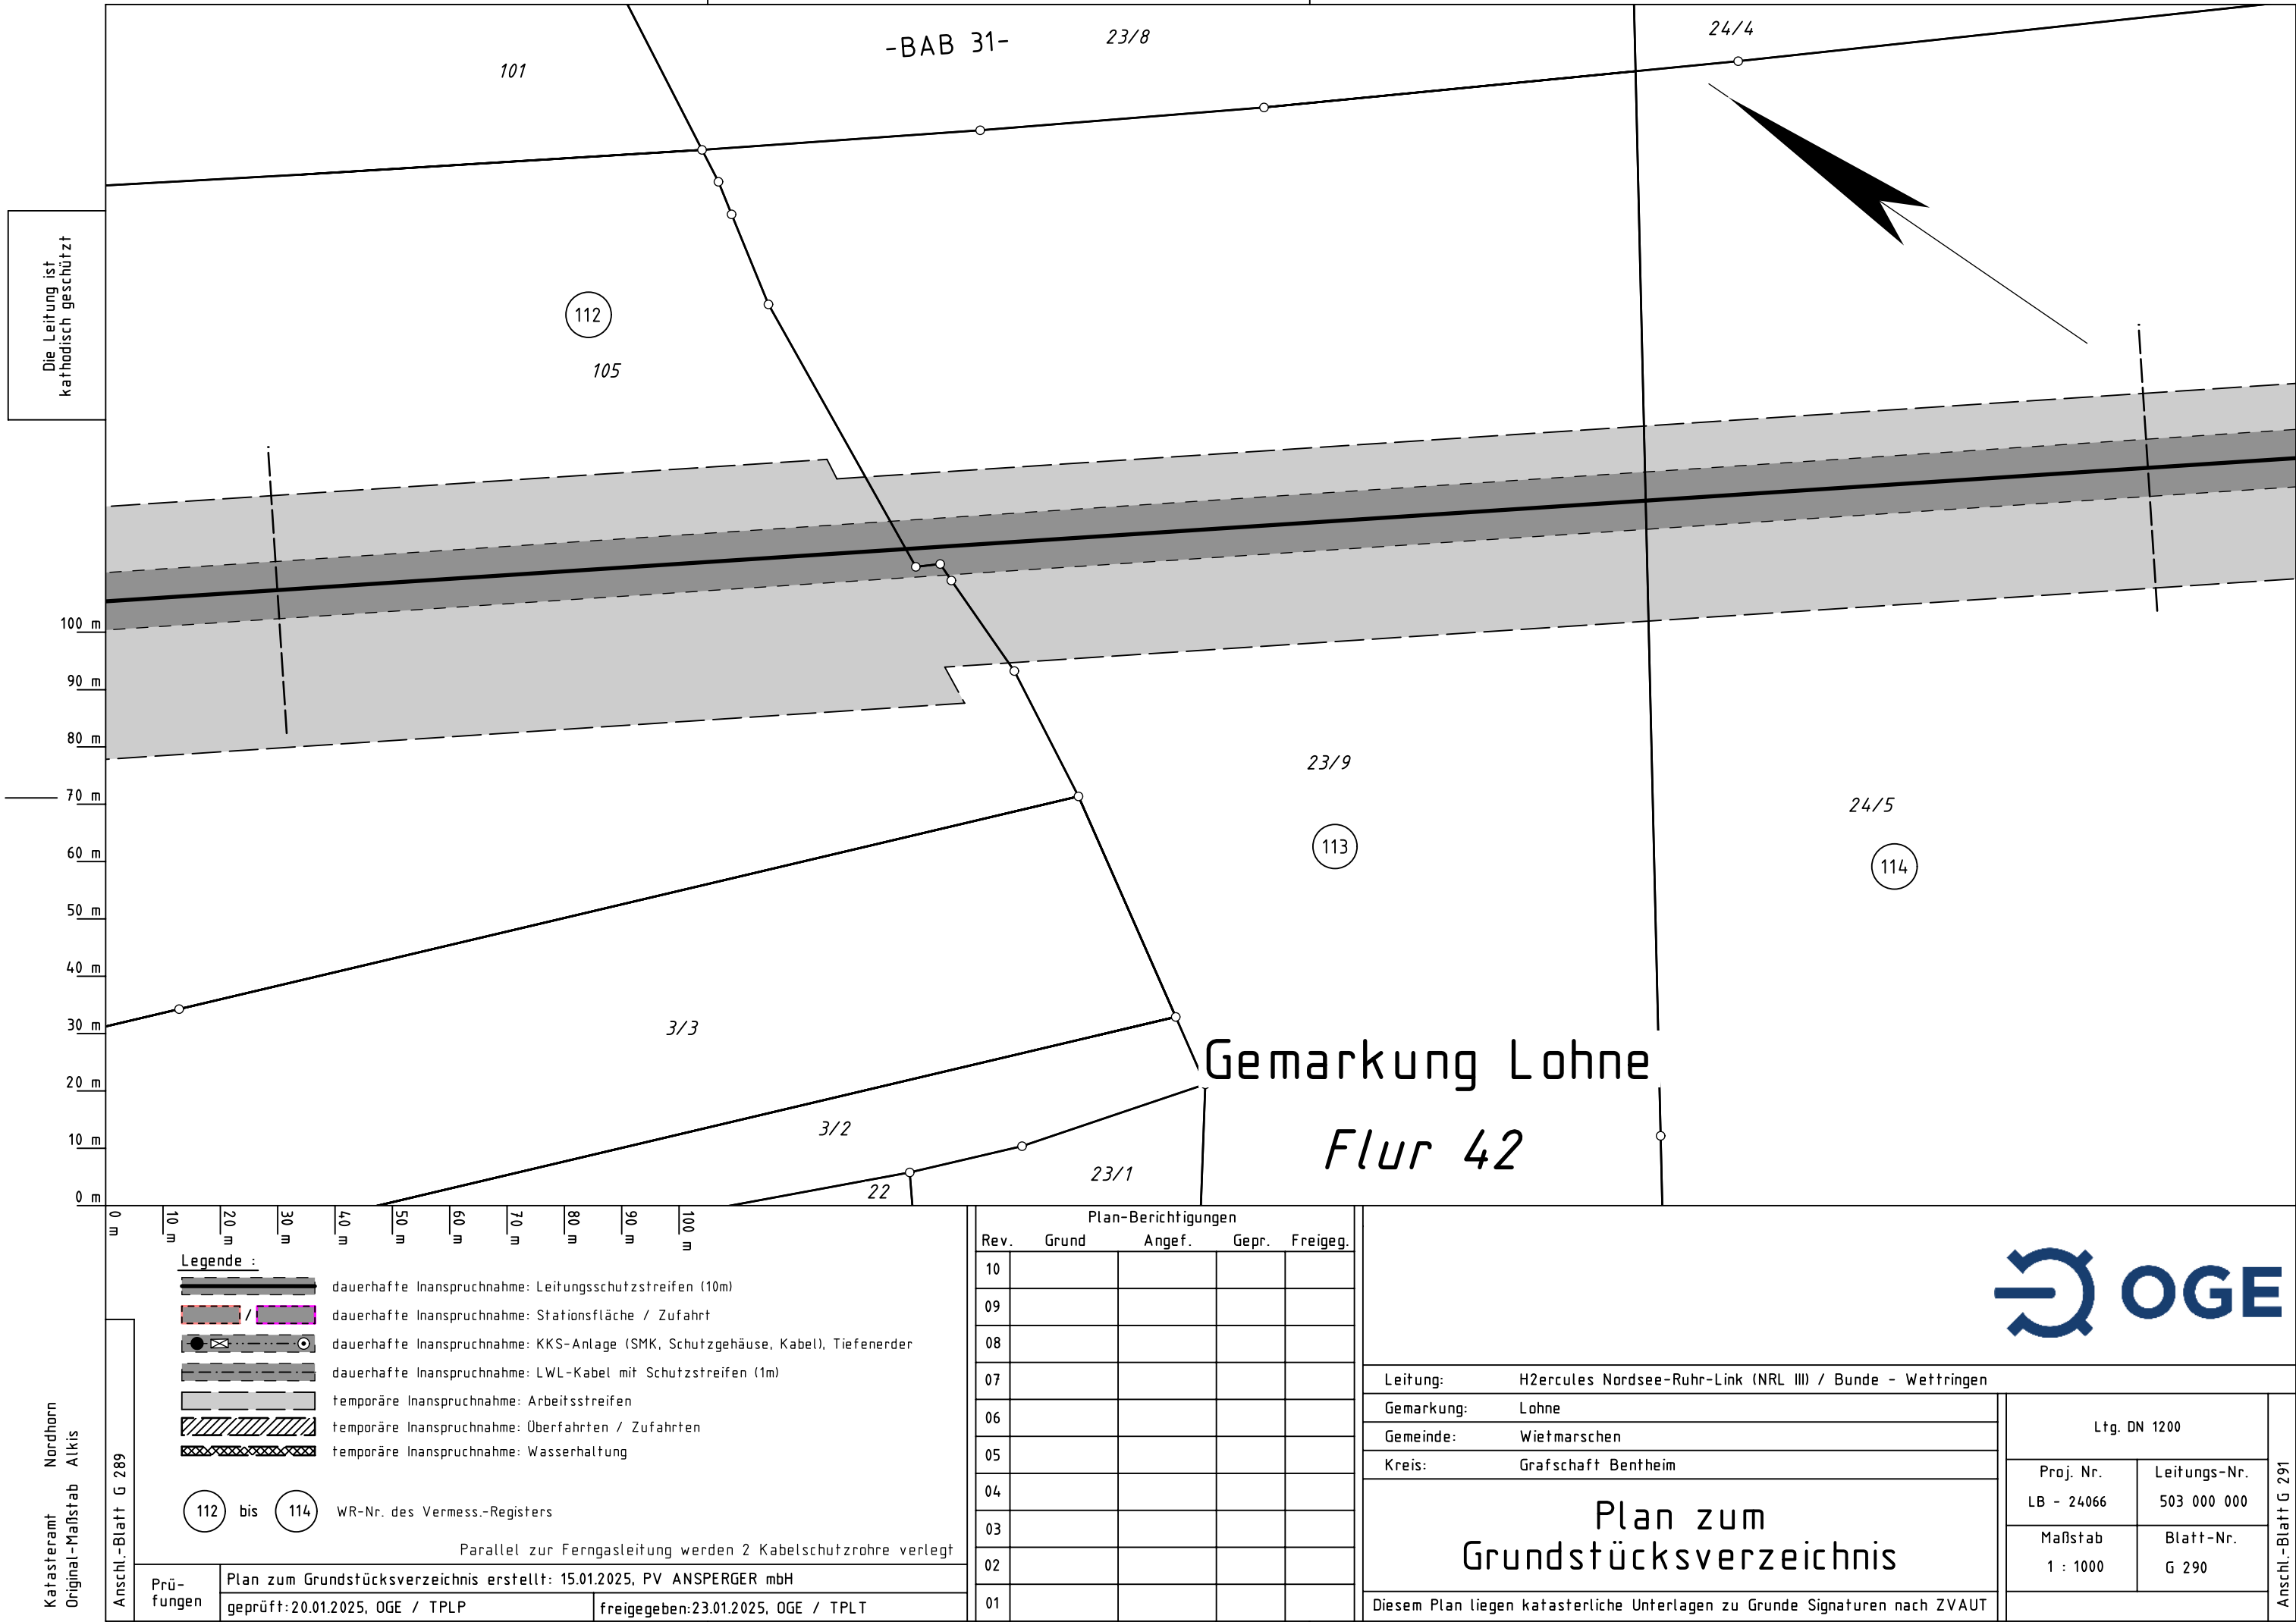 -BAB 31-
23/8
24/4
101
Die Leitung ist
kathodisch geschützt
112
105
100 m
90 m
80 m
70 m
60 m
50 m
40 m
30 m
20 m
10 m
0 m
23/9
113
24/5
114
3/3
3/2
22
23/1
Gemarkung Lohne
Flur 42
0 m
10 m
20 m
30 m
40 m
50 m
60 m
70 m
80 m
90 m
100 m
Legende :
dauerhafte Inanspruchnahme: Leitungsschutzstreifen (10m)
/ dauerhafte Inanspruchnahme: Stationsfläche / Zufahrt
dauerhafte Inanspruchnahme: KKS-Anlage (SMK, Schutzgehäuse, Kabel), Tiefenerder
dauerhafte Inanspruchnahme: LWL-Kabel mit Schutzstreifen (1m)
temporäre Inanspruchnahme: Arbeitsstreifen
temporäre Inanspruchnahme: Überfahrten / Zufahrten
temporäre Inanspruchnahme: Wasserhaltung
112 bis 114 WR-Nr. des Vermess.-Registers
Parallel zur Ferngasleitung werden 2 Kabelschutzrohre verlegt
Katasteramt Nordhorn
Original-Maßstab Alkis
Anschl.-Blatt G 289
Prü-
fungen
Plan zum Grundstücksverzeichnis erstellt: 15.01.2025, PV ANSPERGER mbH
geprüft: 20.01.2025, OGE / TPLP
freigegeben: 23.01.2025, OGE / TPLT
Plan-Berichtigungen
Rev. Grund Angef. Gepr. Freigeg.
10
09
08
07
06
05
04
03
02
01
OGE
Leitung: H2ercules Nordsee-Ruhr-Link (NRL III) / Bunde - Wettringen
Gemarkung: Lohne
Gemeinde: Wietmarschen
Kreis: Grafschaft Bentheim
Plan zum
Grundstücksverzeichnis
Diesem Plan liegen katasterliche Unterlagen zu Grunde Signaturen nach ZVAUT
Ltg. DN 1200
Proj. Nr. Leitungs-Nr.
LB - 24066 503 000 000
Maßstab Blatt-Nr.
1 : 1000 G 290
Anschl.-Blatt G 291